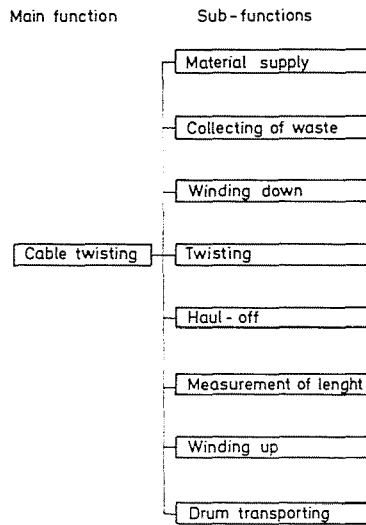 Main function Sub-functions
Material supply
Collecting of waste
Winding down
Cable twisting Twisting
Haul-off
Measurement of lenght
Winding up
Drum transporting